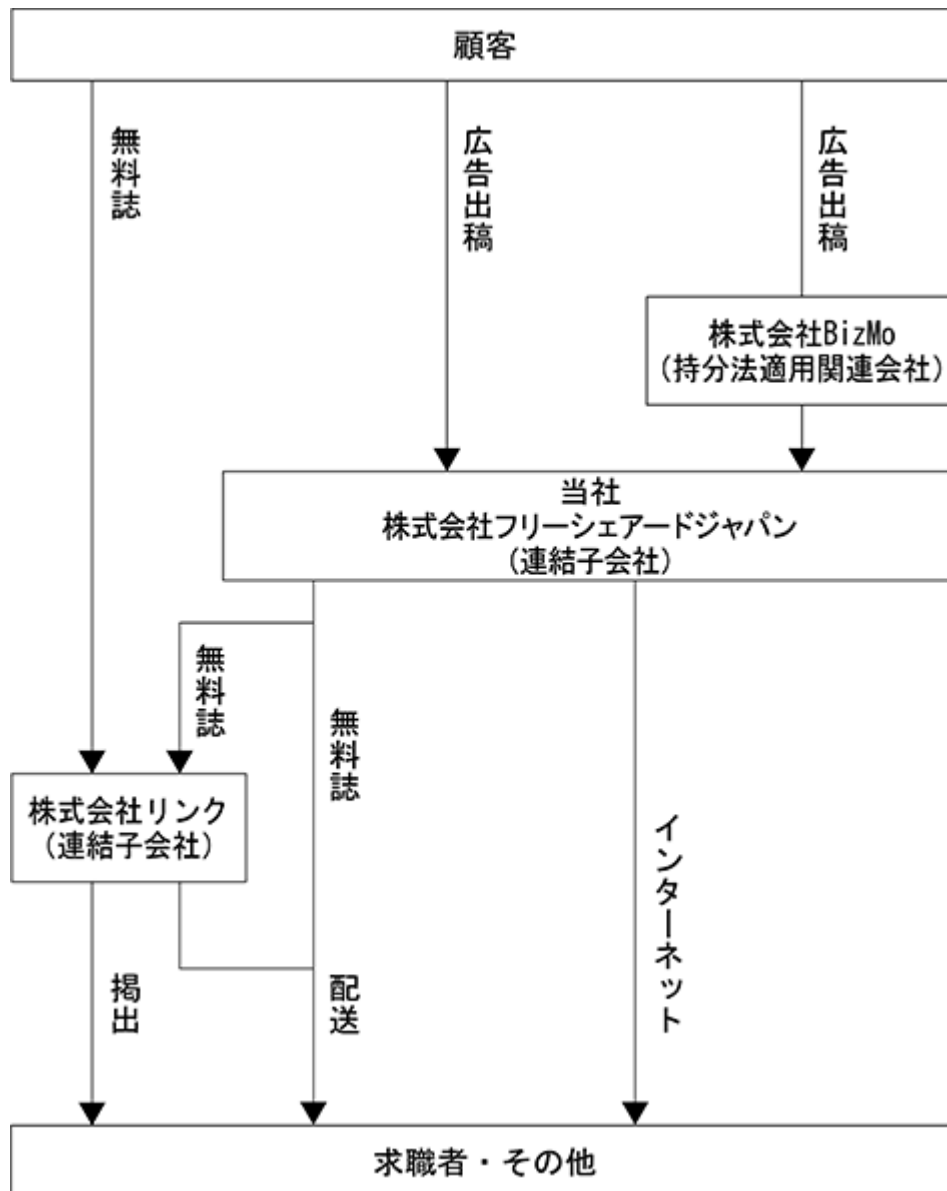 顧客
無料誌
広告出稿
広告出稿
株式会社BizMo
(持分法適用関連会社)
当社
株式会社フリーシェアードジャパン
(連結子会社)
無料誌
無料誌
株式会社リンク
(連結子会社)
インターネット
掲出
配送
求職者・その他